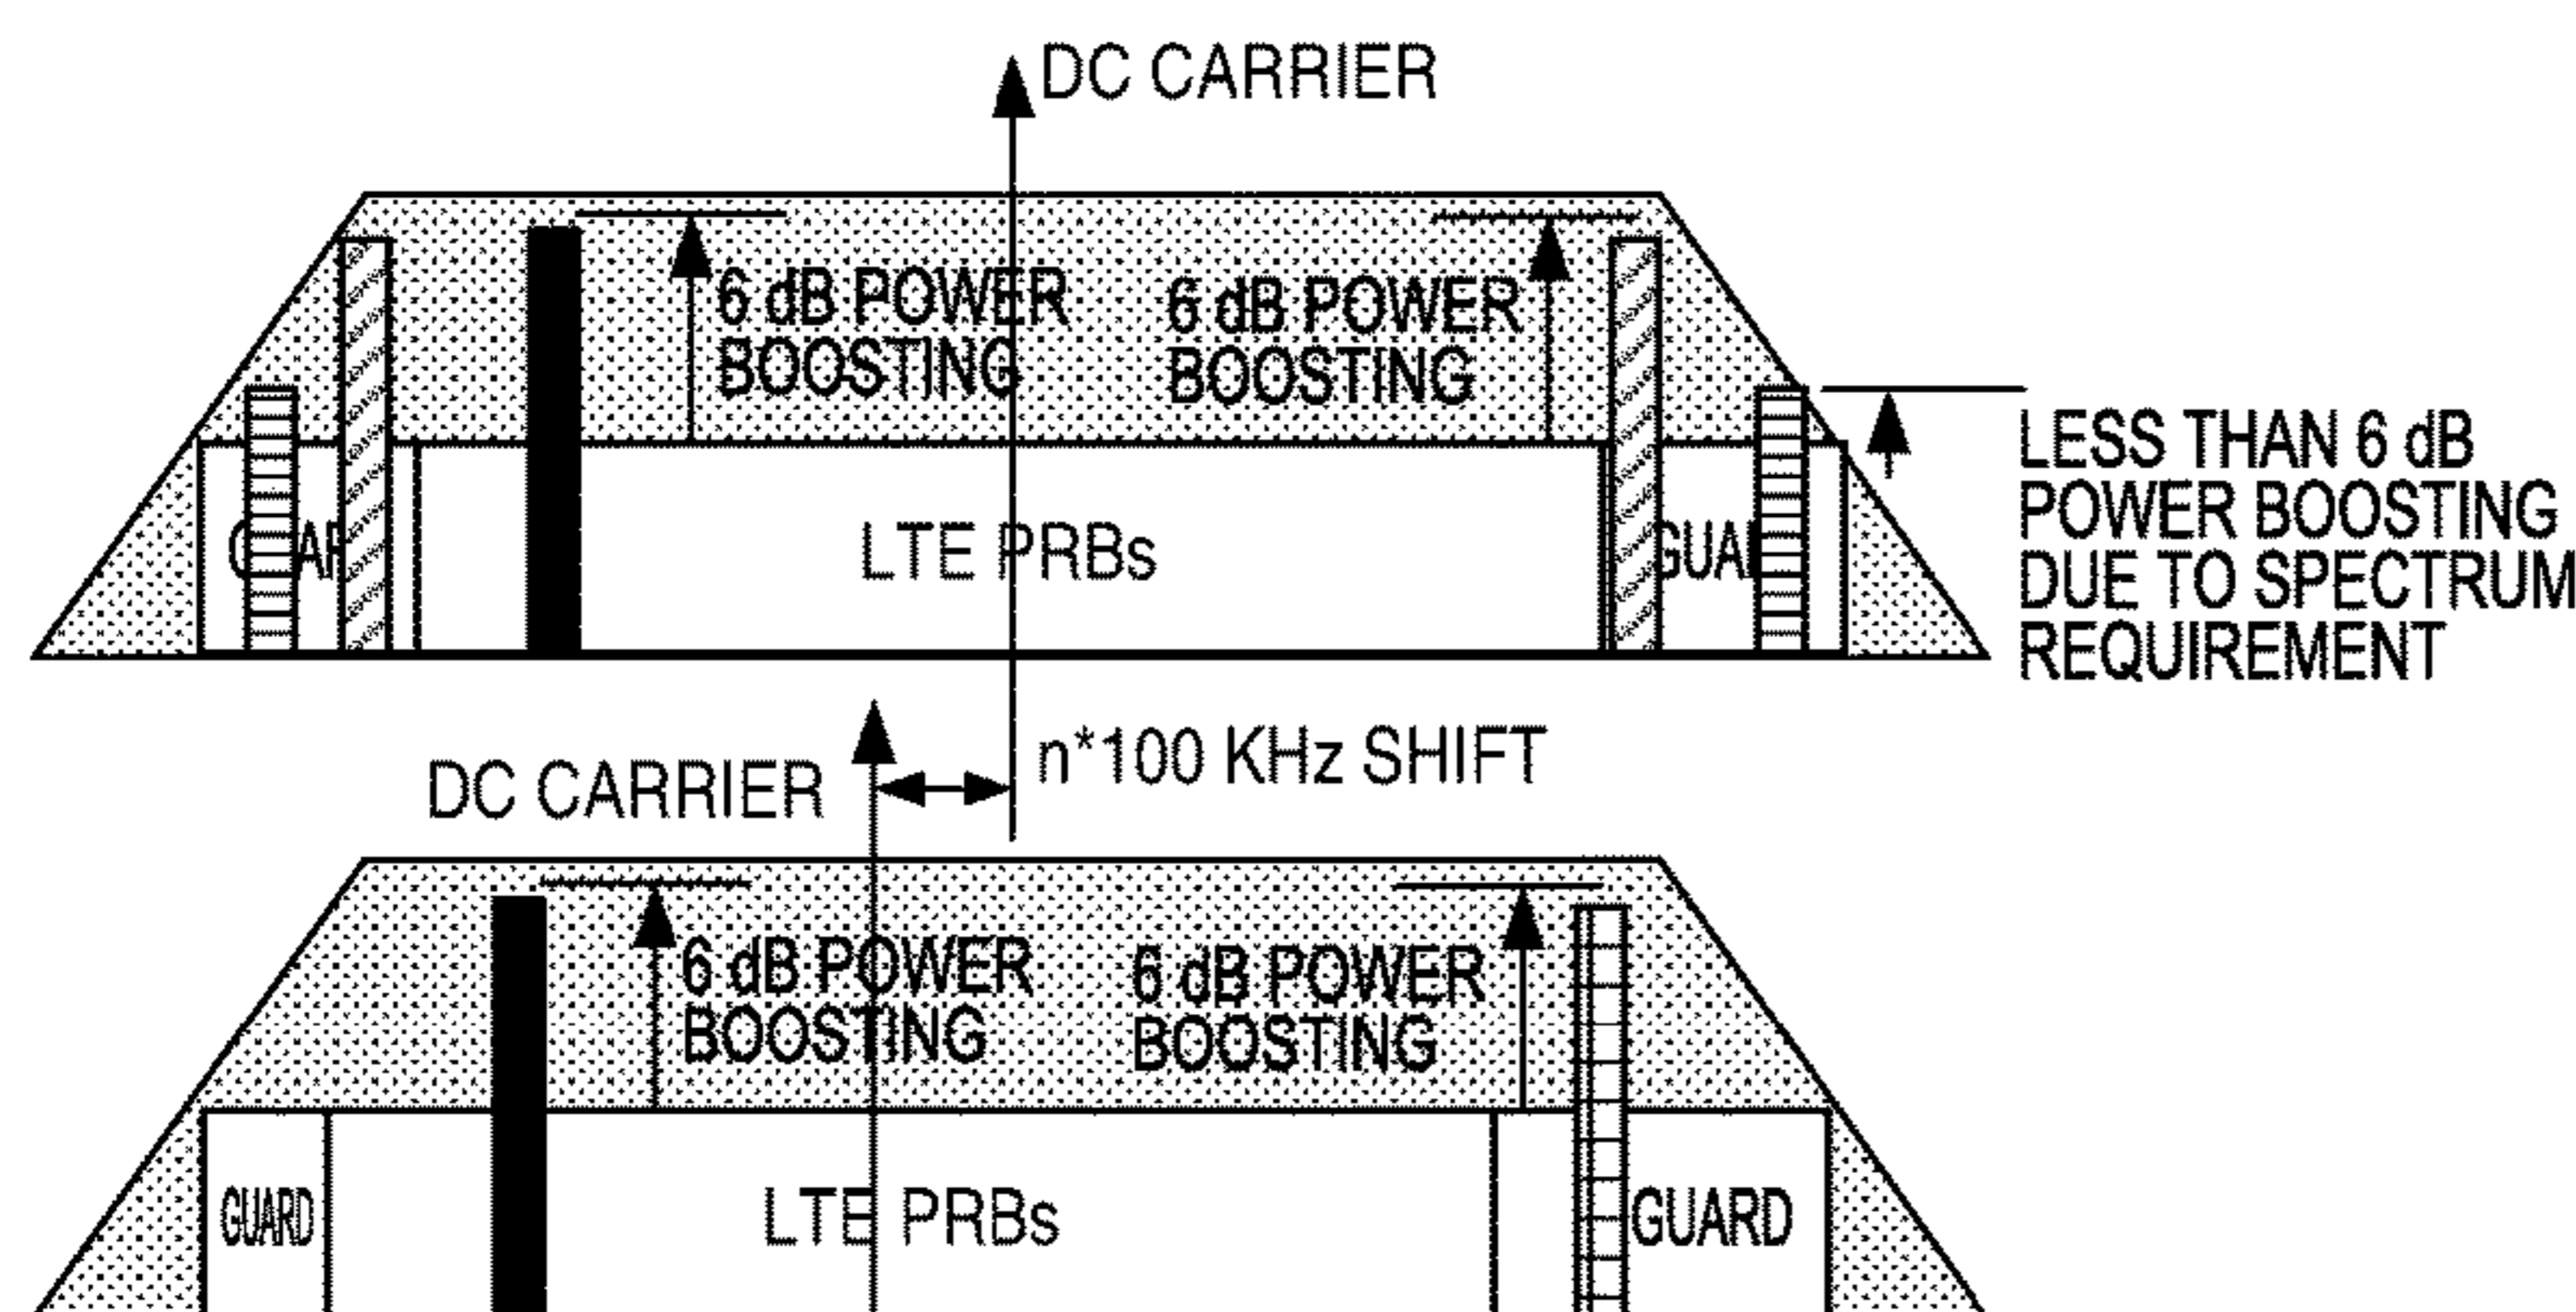 DC CARRIER
6 dB POWER
BOOSTING
6 dB POWER
BOOSTING
LESS THAN 6 dB
POWER BOOSTING
DUE TO SPECTRUM
REQUIREMENT
LTE PRBs
n*100 KHz SHIFT
DC CARRIER
6 dB POWER
BOOSTING
6 dB POWER
BOOSTING
GUARD
LTE PRBs
GUARD